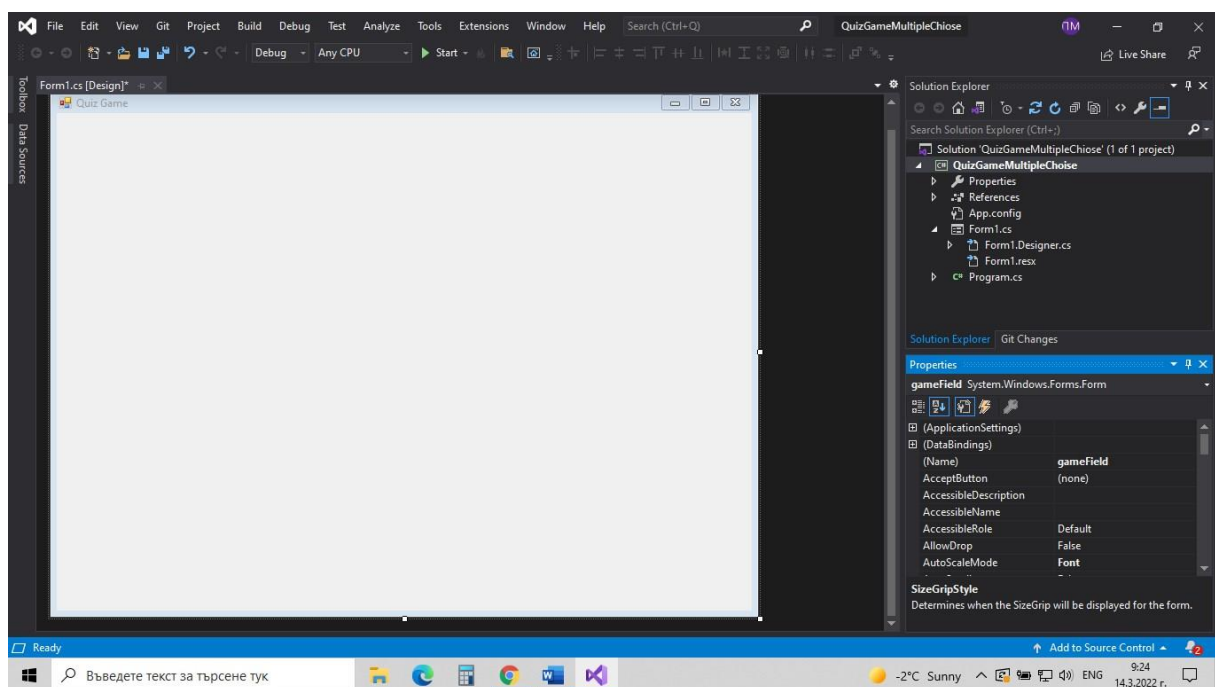 File Edit View Git Project Build Debug Test Analyze Tools Extensions Window Help Search (Ctrl+Q) QuizGameMultipleChiose ПМ
Debug Any CPU Start Live Share
Toolbox
Data Sources
Form1.cs [Design]*
Quiz Game
Solution Explorer
Search Solution Explorer (Ctrl+;)
Solution 'QuizGameMultipleChiose' (1 of 1 project)
QuizGameMultipleChoise
Properties
References
App.config
Form1.cs
Form1.Designer.cs
Form1.resx
Program.cs
Solution Explorer Git Changes
Properties
gameField System.Windows.Forms.Form
(ApplicationSettings)
(DataBindings)
(Name) gameField
AcceptButton (none)
AccessibleDescription
AccessibleName
AccessibleRole Default
AllowDrop False
AutoScaleMode Font
SizeGripStyle
Determines when the SizeGrip will be displayed for the form.
Ready Add to Source Control 2
Въведете текст за търсене тук -2°C Sunny ENG 9:24
14.3.2022 г.